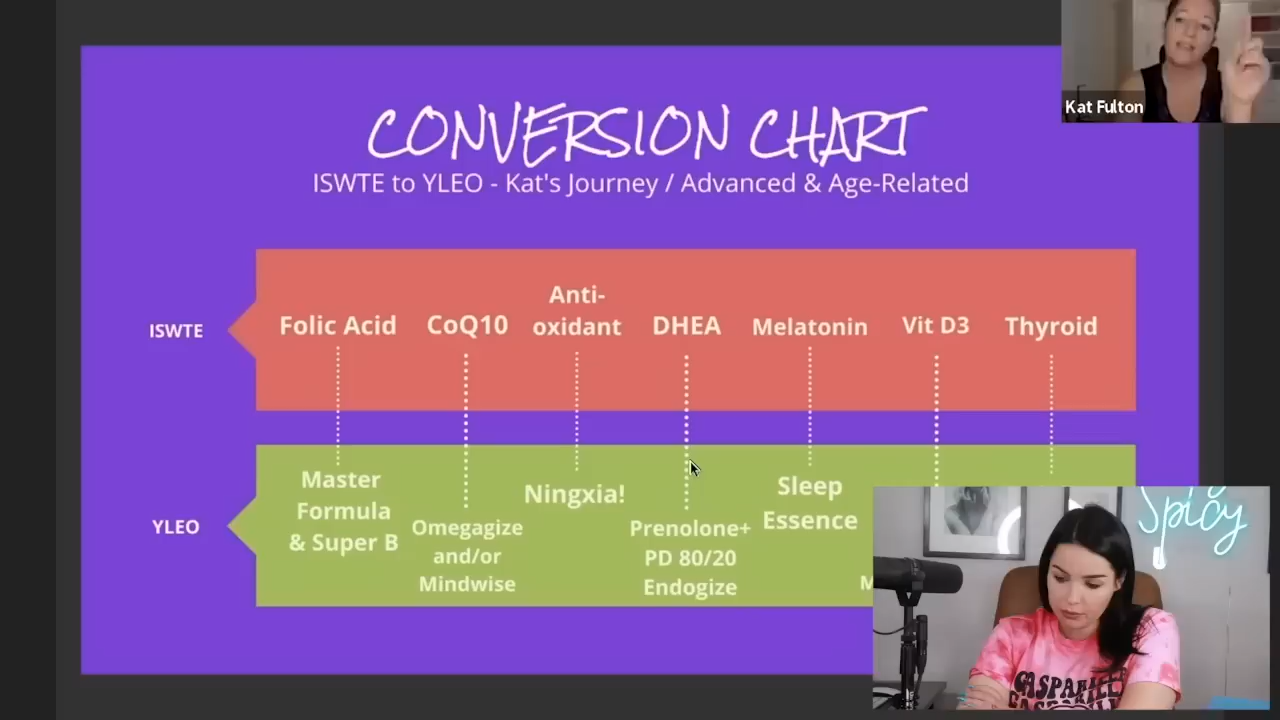 Kat Fulton
CONVERSION CHART
ISWTE to YLEO - Kat's Journey / Advanced & Age-Related
ISWTE
Folic Acid
CoQ10
Anti-
oxidant
DHEA
Melatonin
Vit D3
Thyroid
YLEO
Master
Formula
& Super B
Omegagize
and/or
Mindwise
Ningxia!
Prenolone+
PD 80/20
Endogize
Sleep
Essence
M
Spicy
GASPARILLA